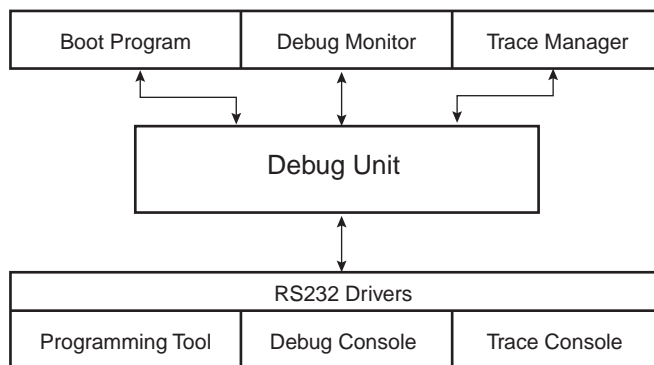 Boot Program Debug Monitor Trace Manager
Debug Unit
RS232 Drivers
Programming Tool Debug Console Trace Console